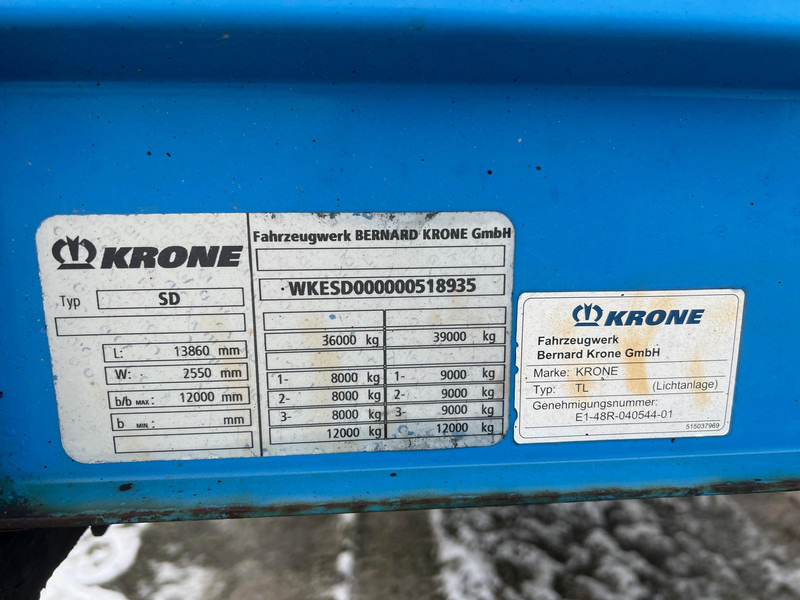 KRONE
Typ SD
L: 13860 mm
W: 2550 mm
b/b MAX: 12000 mm
b MIN: mm
Fahrzeugwerk BERNARD KRONE GmbH
WKESD000000518935
36000 kg 39000 kg
1- 8000 kg 1- 9000 kg
2- 8000 kg 2- 9000 kg
3- 8000 kg 3- 9000 kg
12000 kg 12000 kg
KRONE
Fahrzeugwerk
Bernard Krone GmbH
Marke: KRONE
Typ: TL (Lichtanlage)
Genehmigungsnummer:
E1-48R-040544-01
515037969